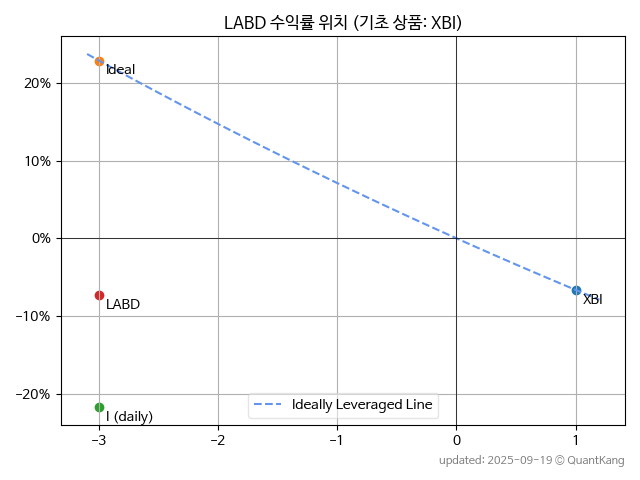 LABD 수익률 위치 (기초 상품: XBI)
20%
10%
0%
−10%
−20%
Ideal
LABD
I (daily)
XBI
Ideally Leveraged Line
−3
−2
−1
0
1
updated: 2025-09-19 © QuantKang